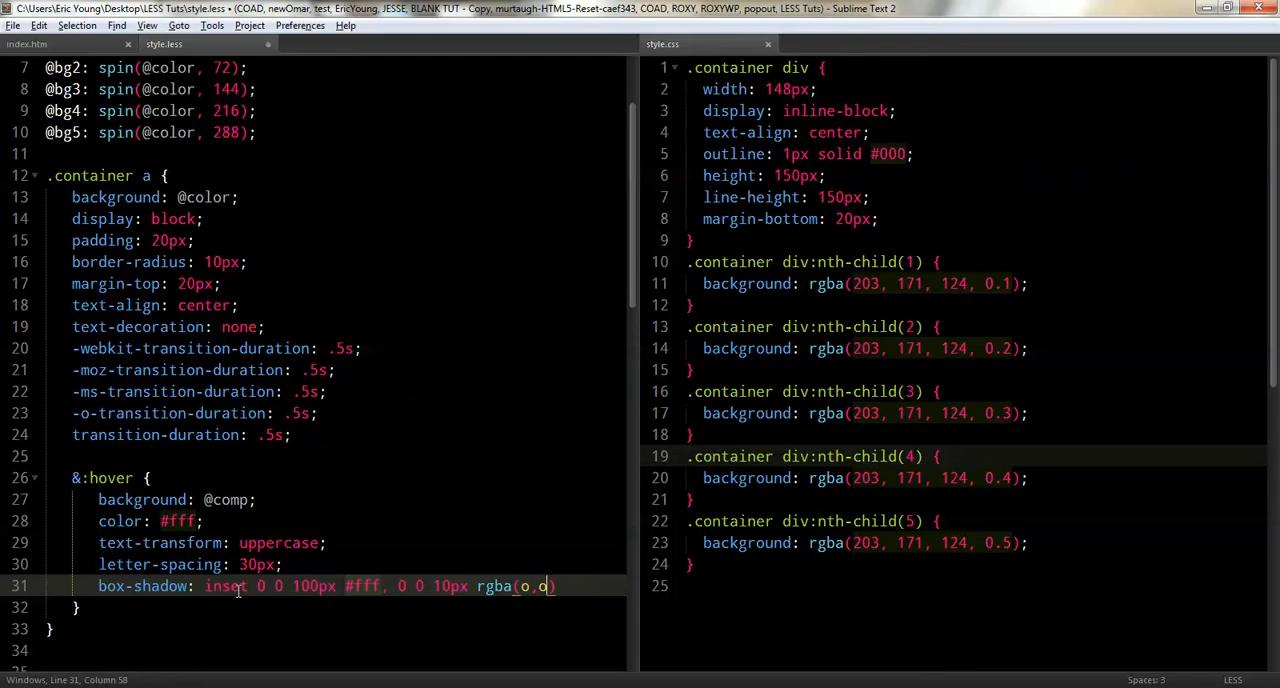 C:\Users\Eric Young\Desktop\LESS Tuts\style.less • (COAD, newOmar, test, EricYoung, JESSE, BLANK TUT - Copy, murtaugh-HTML5-Reset-caef343, COAD, ROXY, ROXYWP, popout, LESS Tuts) - Sublime Text 2
File Edit Selection Find View Goto Tools Project Preferences Help
index.htm × style.less
7 @bg2: spin(@color, 72);
8 @bg3: spin(@color, 144);
9 @bg4: spin(@color, 216);
10 @bg5: spin(@color, 288);
11
12 .container a {
13 background: @color;
14 display: block;
15 padding: 20px;
16 border-radius: 10px;
17 margin-top: 20px;
18 text-align: center;
19 text-decoration: none;
20 -webkit-transition-duration: .5s;
21 -moz-transition-duration: .5s;
22 -ms-transition-duration: .5s;
23 -o-transition-duration: .5s;
24 transition-duration: .5s;
25
26 &:hover {
27 background: @comp;
28 color: #fff;
29 text-transform: uppercase;
30 letter-spacing: 30px;
31 box-shadow: inset 0 0 100px #fff, 0 0 10px rgba(o,o)
32 }
33 }
34
style.css ×
1 .container div {
2 width: 148px;
3 display: inline-block;
4 text-align: center;
5 outline: 1px solid #000;
6 height: 150px;
7 line-height: 150px;
8 margin-bottom: 20px;
9 }
10 .container div:nth-child(1) {
11 background: rgba(203, 171, 124, 0.1);
12 }
13 .container div:nth-child(2) {
14 background: rgba(203, 171, 124, 0.2);
15 }
16 .container div:nth-child(3) {
17 background: rgba(203, 171, 124, 0.3);
18 }
19 .container div:nth-child(4) {
20 background: rgba(203, 171, 124, 0.4);
21 }
22 .container div:nth-child(5) {
23 background: rgba(203, 171, 124, 0.5);
24 }
25
Windows, Line 31, Column 58
Spaces: 3 LESS